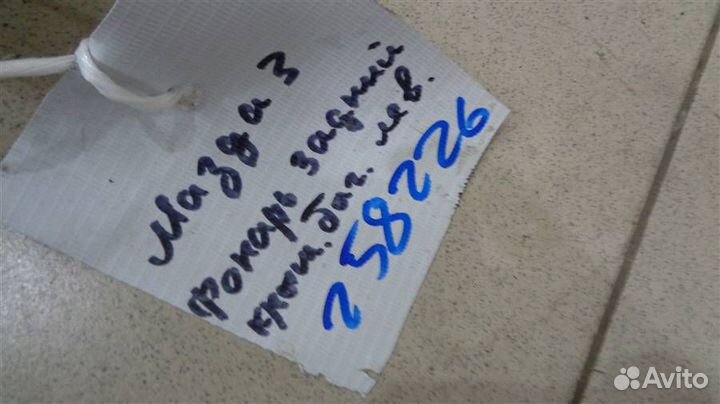 Мазда 3
Фонарь задний
крыш. баг. лев.
258226
Avito